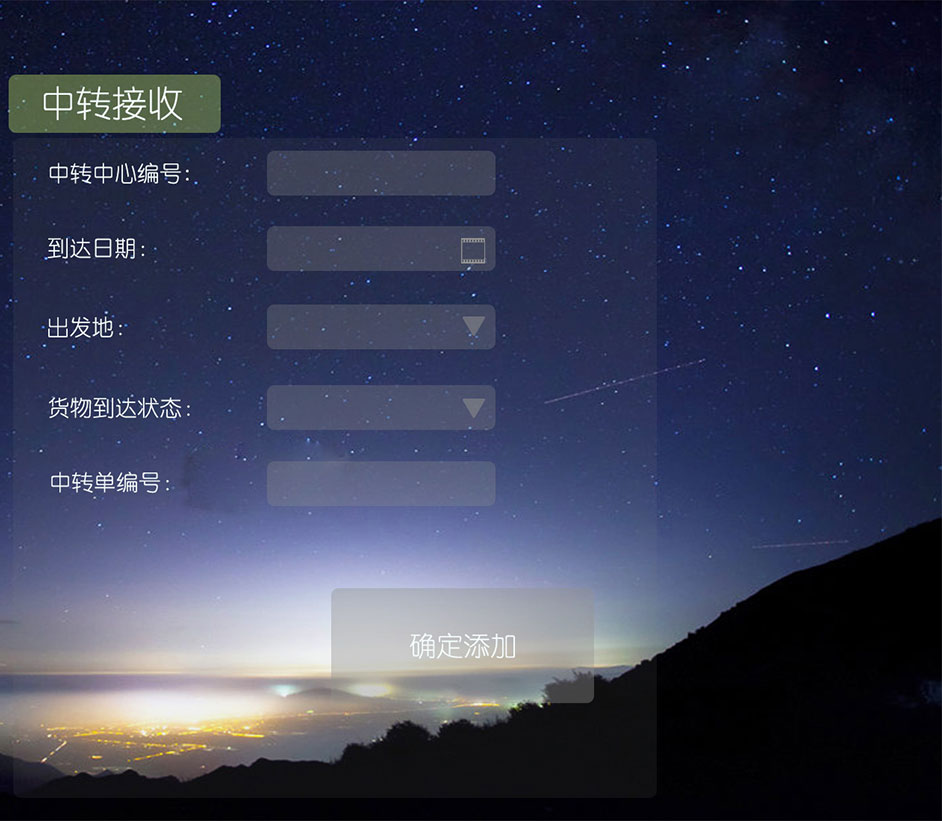 中转接收
中转中心编号：
到达日期：
出发地：
货物到达状态：
中转单编号：
确定添加